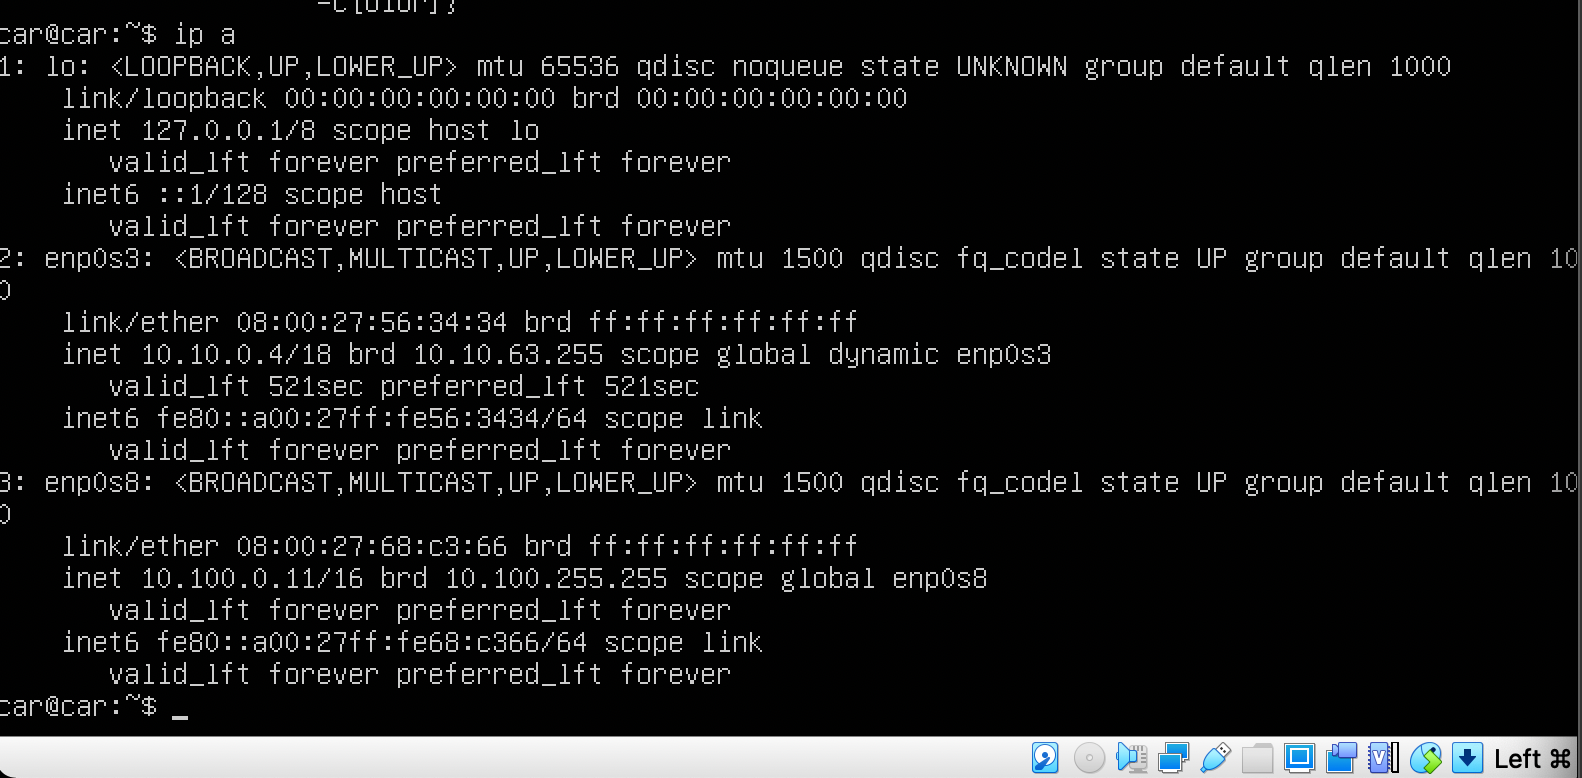 -c[olor]}
car@car:~$ ip a
1: lo: <LOOPBACK,UP,LOWER_UP> mtu 65536 qdisc noqueue state UNKNOWN group default qlen 1000
    link/loopback 00:00:00:00:00:00 brd 00:00:00:00:00:00
    inet 127.0.0.1/8 scope host lo
       valid_lft forever preferred_lft forever
    inet6 ::1/128 scope host
       valid_lft forever preferred_lft forever
2: enp0s3: <BROADCAST,MULTICAST,UP,LOWER_UP> mtu 1500 qdisc fq_codel state UP group default qlen 10
0
    link/ether 08:00:27:56:34:34 brd ff:ff:ff:ff:ff:ff
    inet 10.10.0.4/18 brd 10.10.63.255 scope global dynamic enp0s3
       valid_lft 521sec preferred_lft 521sec
    inet6 fe80::a00:27ff:fe56:3434/64 scope link
       valid_lft forever preferred_lft forever
3: enp0s8: <BROADCAST,MULTICAST,UP,LOWER_UP> mtu 1500 qdisc fq_codel state UP group default qlen 10
0
    link/ether 08:00:27:68:c3:66 brd ff:ff:ff:ff:ff:ff
    inet 10.100.0.11/16 brd 10.100.255.255 scope global enp0s8
       valid_lft forever preferred_lft forever
    inet6 fe80::a00:27ff:fe68:c366/64 scope link
       valid_lft forever preferred_lft forever
car@car:~$ _
Left ⌘